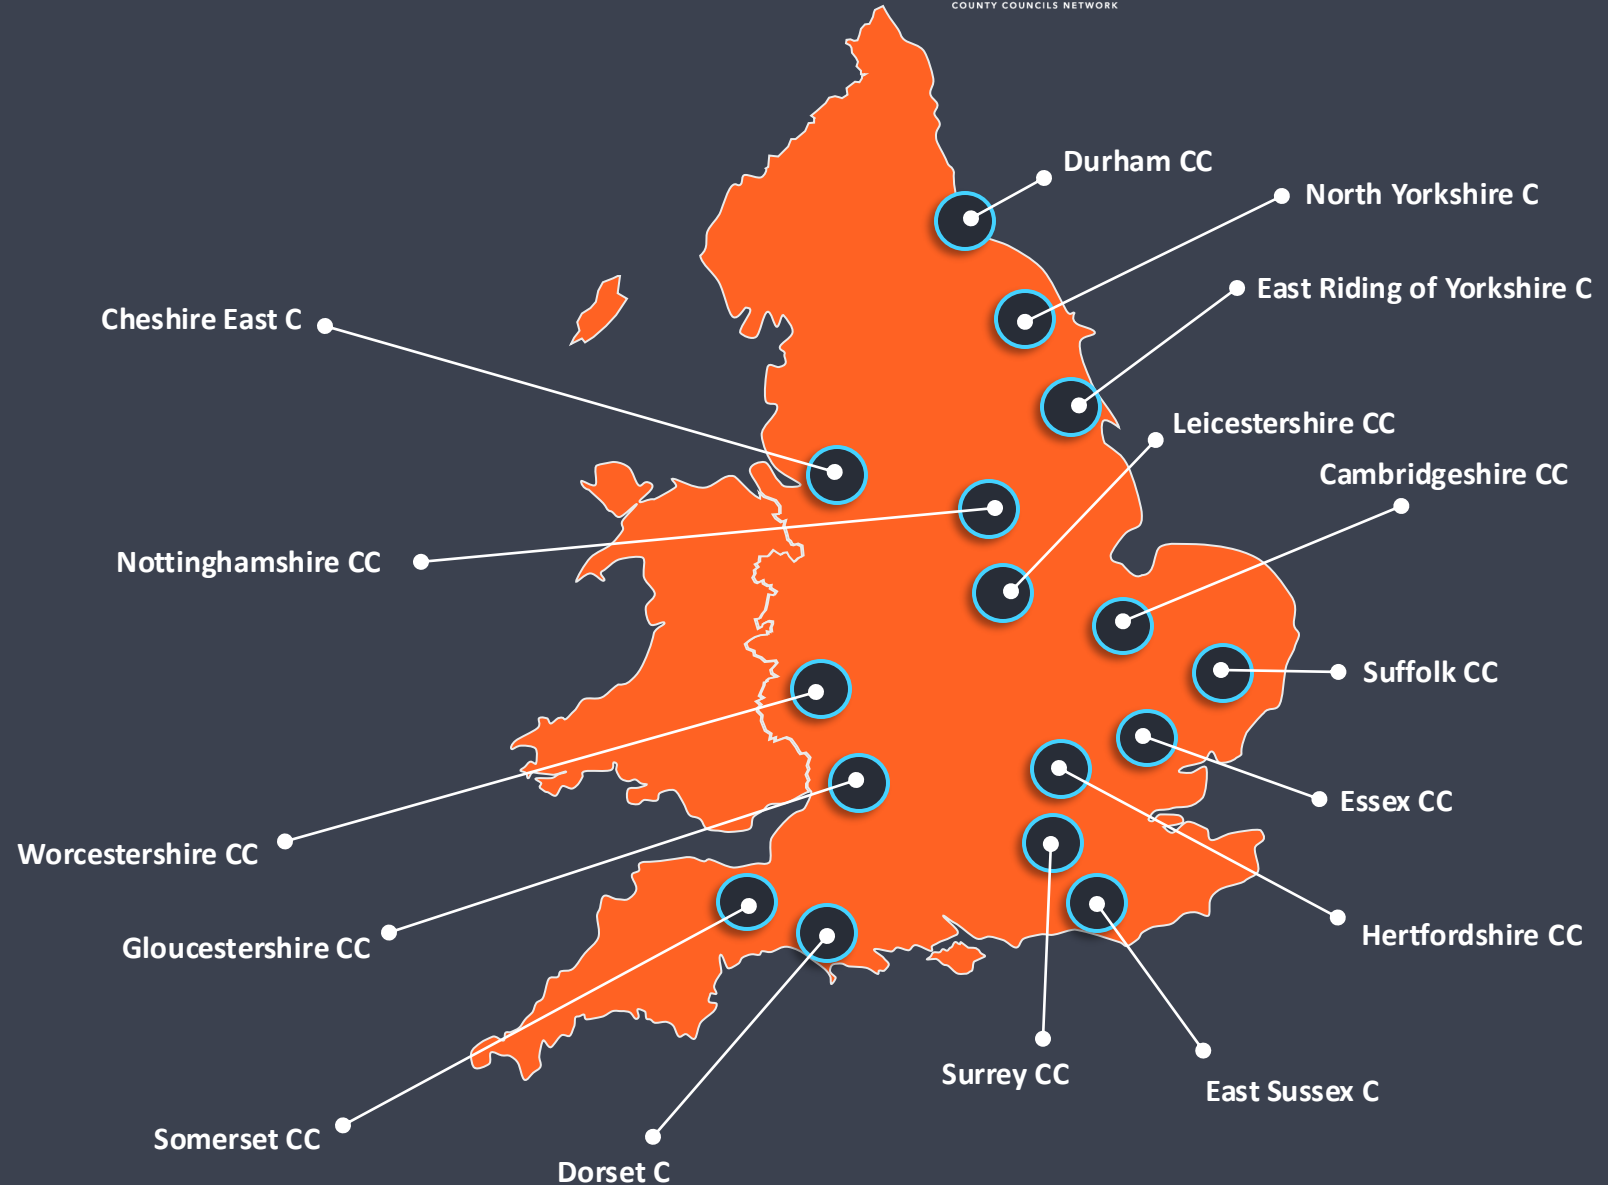 COUNTY COUNCILS NETWORK
Durham CC
North Yorkshire C
East Riding of Yorkshire C
Cheshire East C
Leicestershire CC
Cambridgeshire CC
Nottinghamshire CC
Suffolk CC
Essex CC
Worcestershire CC
Hertfordshire CC
Gloucestershire CC
Surrey CC
East Sussex C
Somerset CC
Dorset C